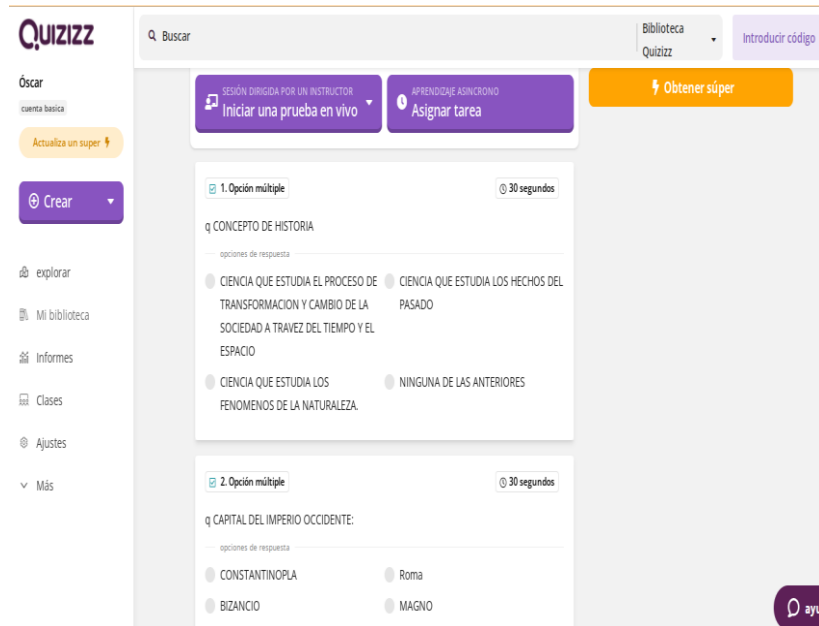 QUIZIZZ
Buscar
Biblioteca
Quizizz
Introducir código
Óscar
cuenta basica
Actualiza un super
Crear
explorar
Mi biblioteca
Informes
Clases
Ajustes
Más
SESIÓN DIRIGIDA POR UN INSTRUCTOR
Iniciar una prueba en vivo
APRENDIZAJE ASINCRONO
Asignar tarea
Obtener súper
1. Opción múltiple
30 segundos
q CONCEPTO DE HISTORIA
opciones de respuesta
CIENCIA QUE ESTUDIA EL PROCESO DE
TRANSFORMACION Y CAMBIO DE LA
SOCIEDAD A TRAVEZ DEL TIEMPO Y EL
ESPACIO
CIENCIA QUE ESTUDIA LOS HECHOS DEL
PASADO
CIENCIA QUE ESTUDIA LOS
FENOMENOS DE LA NATURALEZA.
NINGUNA DE LAS ANTERIORES
2. Opción múltiple
30 segundos
q CAPITAL DEL IMPERIO OCCIDENTE:
opciones de respuesta
CONSTANTINOPLA
Roma
BIZANCIO
MAGNO